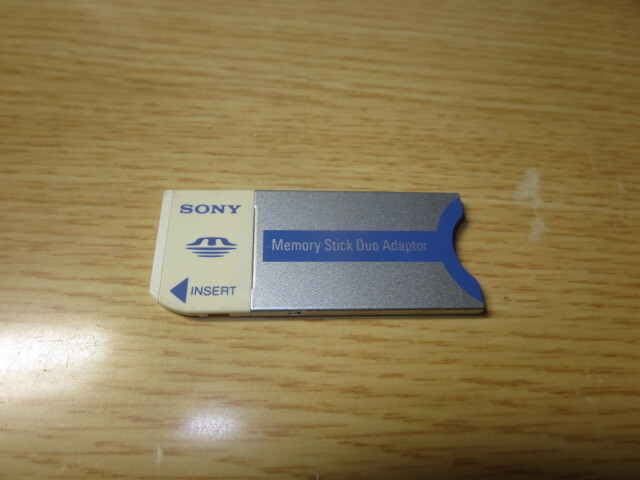 SONY
Memory Stick Duo Adaptor
INSERT